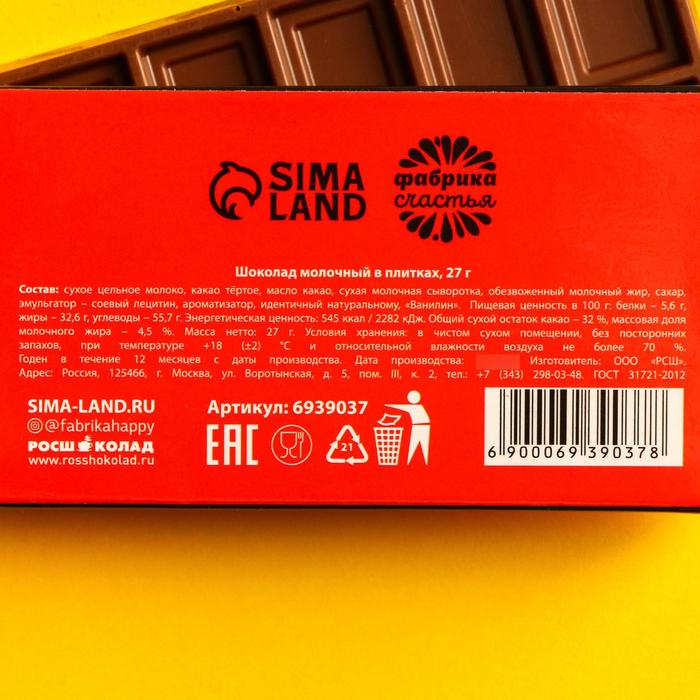 SIMA
LAND
фабрика
счастья
Шоколад молочный в плитках, 27 г
Состав: сухое цельное молоко, какао тёртое, масло какао, сухая молочная сыворотка, обезвоженный молочный жир, сахар,
эмульгатор – соевый лецитин, ароматизатор, идентичный натуральному, «Ванилин». Пищевая ценность в 100 г: белки – 5,6 г,
жиры – 32,6 г, углеводы – 55,7 г. Энергетическая ценность: 545 ккал / 2282 кДж. Общий сухой остаток какао – 32 %, массовая доля
молочного жира – 4,5 %. Масса нетто: 27 г. Условия хранения: в чистом сухом помещении, без посторонних
запахов, при температуре +18 (±2) °С и относительной влажности воздуха не более 70 %.
Годен в течение 12 месяцев с даты производства. Дата производства: Изготовитель: ООО «РСШ».
Адрес: Россия, 125466, г. Москва, ул. Воротынская, д. 5, пом. III, к. 2, тел.: +7 (343) 298-03-48. ГОСТ 31721-2012
SIMA-LAND.RU
@fabrikahappy
РОСШОКОЛАД
www.rosshokolad.ru
Артикул: 6939037
EAC
21
6 900069 390378